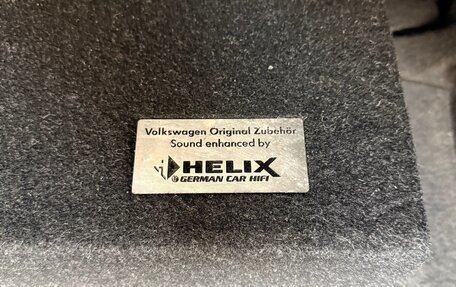 Volkswagen Original Zubehör
Sound enhanced by
HELIX
GERMAN CAR HIFI